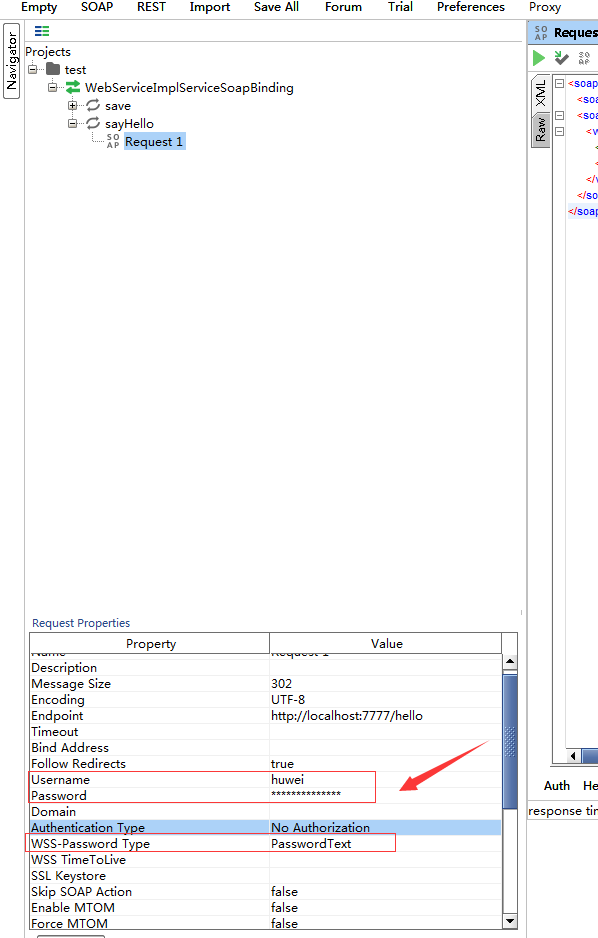 Empty SOAP REST Import Save All Forum Trial Preferences Proxy
Navigator
Projects
test
WebServiceImplServiceSoapBinding
save
sayHello
SOAP Request 1
Request Properties
Property Value
Name Request 1
Description
Message Size 302
Encoding UTF-8
Endpoint http://localhost:7777/hello
Timeout
Bind Address
Follow Redirects true
Username huwei
Password **************
Domain
Authentication Type No Authorization
WSS-Password Type PasswordText
WSS TimeToLive
SSL Keystore
Skip SOAP Action false
Enable MTOM false
Force MTOM false
SOAP Reques
SOAP
XML
Raw
<soap
<soa
<soa
<w
<
<
</v
</so
</soap
Auth He
response tin